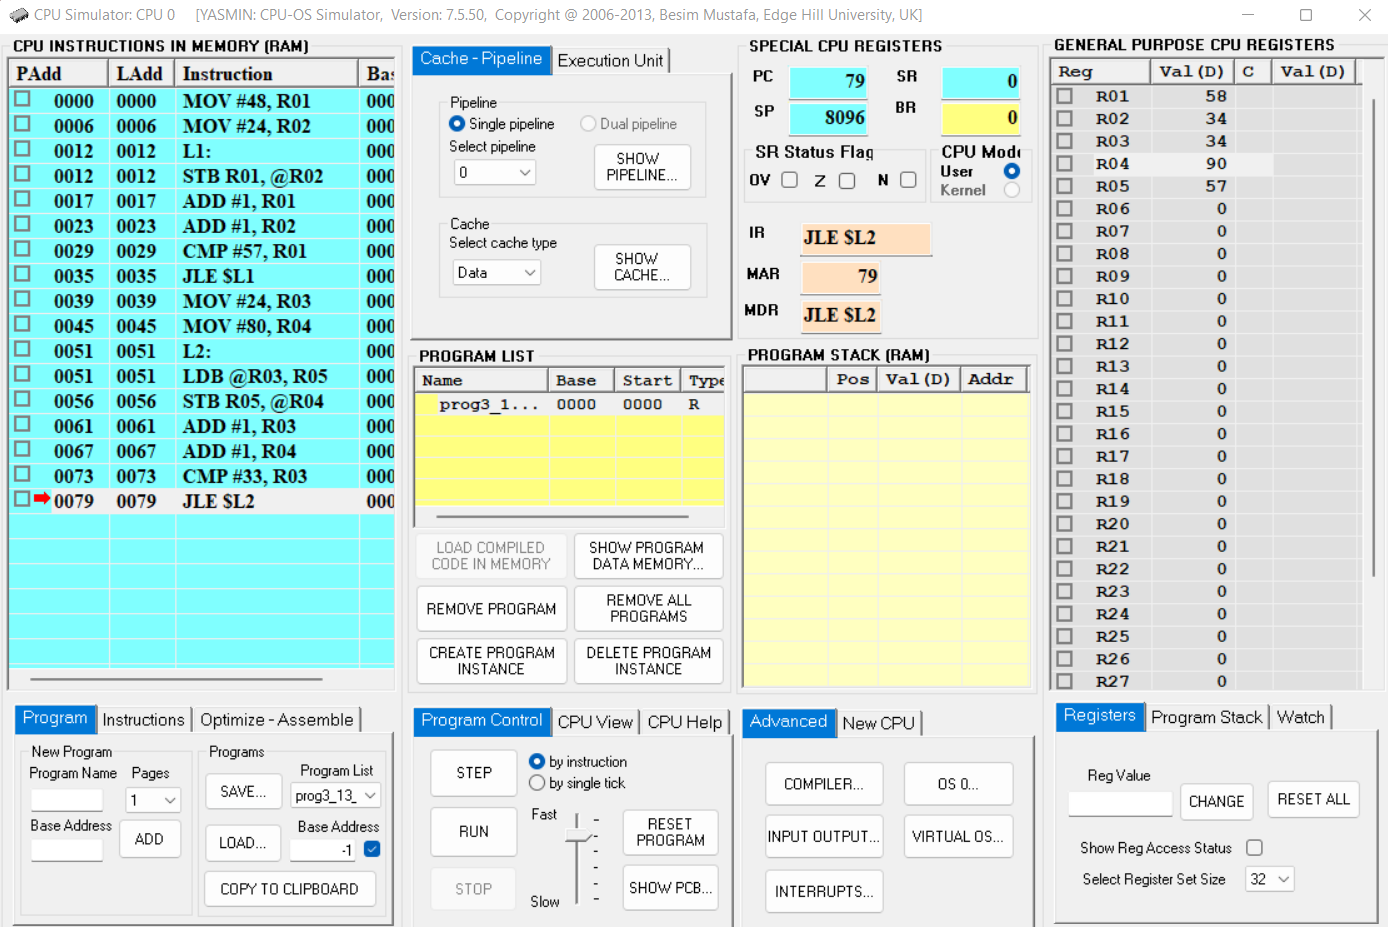 CPU Simulator: CPU 0 [YASMIN: CPU-OS Simulator, Version: 7.5.50, Copyright @ 2006-2013, Besim Mustafa, Edge Hill University, UK]
CPU INSTRUCTIONS IN MEMORY (RAM)
PAdd LAdd Instruction Bas
0000 0000 MOV #48, R01 000
0006 0006 MOV #24, R02 000
0012 0012 L1: 000
0012 0012 STB R01, @R02 000
0017 0017 ADD #1, R01 000
0023 0023 ADD #1, R02 000
0029 0029 CMP #57, R01 000
0035 0035 JLE $L1 000
0039 0039 MOV #24, R03 000
0045 0045 MOV #80, R04 000
0051 0051 L2: 000
0051 0051 LDB @R03, R05 000
0056 0056 STB R05, @R04 000
0061 0061 ADD #1, R03 000
0067 0067 ADD #1, R04 000
0073 0073 CMP #33, R03 000
0079 0079 JLE $L2 000
Program Instructions Optimize - Assemble
New Program
Program Name Pages
1
Base Address
ADD
Programs
SAVE...
Program List
prog3_13_
LOAD...
Base Address
-1
COPY TO CLIPBOARD
Cache - Pipeline Execution Unit
Pipeline
Single pipeline Dual pipeline
Select pipeline
0
SHOW
PIPELINE...
Cache
Select cache type
Data
SHOW
CACHE...
PROGRAM LIST
Name Base Start Type
prog3_1... 0000 0000 R
LOAD COMPILED
CODE IN MEMORY
SHOW PROGRAM
DATA MEMORY...
REMOVE PROGRAM
REMOVE ALL
PROGRAMS
CREATE PROGRAM
INSTANCE
DELETE PROGRAM
INSTANCE
Program Control CPU View CPU Help
STEP
by instruction
by single tick
RUN
Fast
RESET
PROGRAM
STOP
Slow
SHOW PCB...
SPECIAL CPU REGISTERS
PC 79 SR 0
SP 8096 BR 0
SR Status Flag
OV Z N
CPU Mode
User
Kernel
IR JLE $L2
MAR 79
MDR JLE $L2
PROGRAM STACK (RAM)
Pos Val (D) Addr
Advanced New CPU
COMPILER... OS 0...
INPUT OUTPUT... VIRTUAL OS...
INTERRUPTS...
GENERAL PURPOSE CPU REGISTERS
Reg Val (D) C Val (D)
R01 58
R02 34
R03 34
R04 90
R05 57
R06 0
R07 0
R08 0
R09 0
R10 0
R11 0
R12 0
R13 0
R14 0
R15 0
R16 0
R17 0
R18 0
R19 0
R20 0
R21 0
R22 0
R23 0
R24 0
R25 0
R26 0
R27 0
Registers Program Stack Watch
Reg Value
CHANGE
RESET ALL
Show Reg Access Status
Select Register Set Size 32